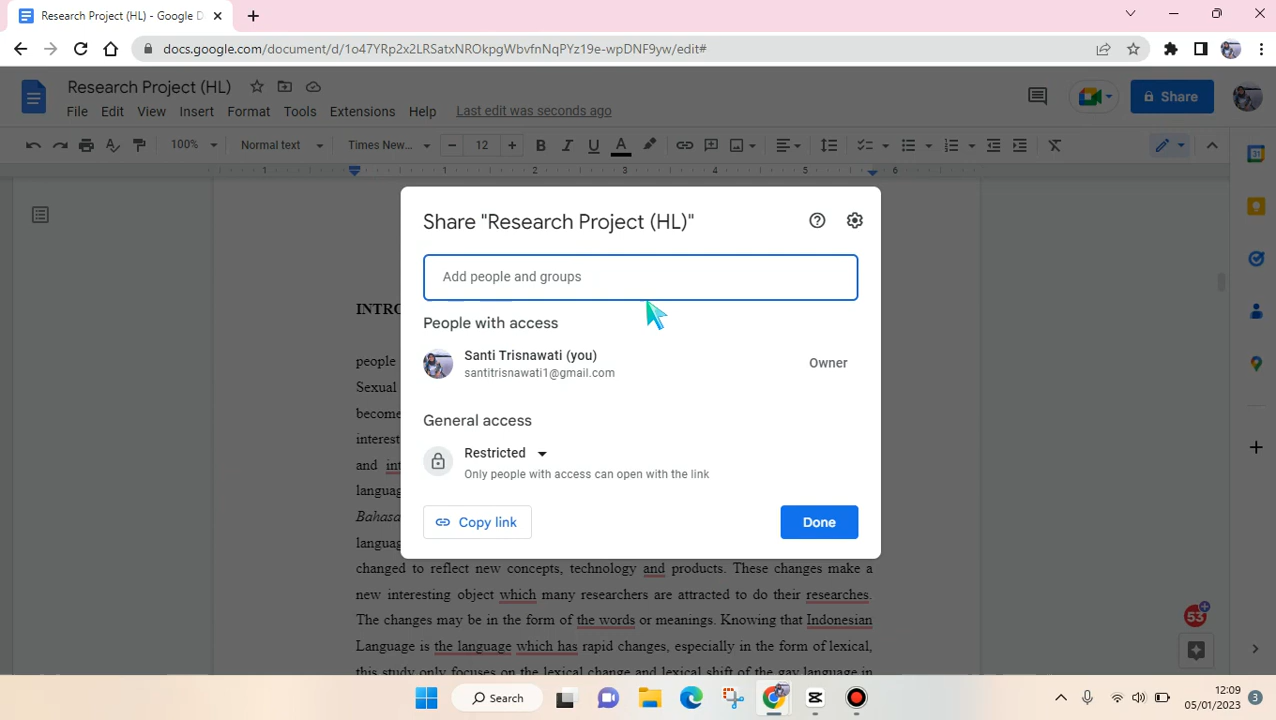 Research Project (HL) - Google D
docs.google.com/document/d/1o47YRp2x2LRSatxNROkpgWbvfnNqPYz19e-wpDNF9yw/edit#
Research Project (HL)
File Edit View Insert Format Tools Extensions Help Last edit was seconds ago
Share
100% Normal text Times New... 12
1 1 2 3 4 5 6
Share "Research Project (HL)"
Add people and groups
People with access
Santi Trisnawati (you)
santitrisnawati1@gmail.com
Owner
General access
Restricted
Only people with access can open with the link
Copy link
Done
INTRO
people
Sexual
become
interest
and int
languag
Bahasa
languag
changed to reflect new concepts, technology and products. These changes make a
new interesting object which many researchers are attracted to do their researches.
The changes may be in the form of the words or meanings. Knowing that Indonesian
Language is the language which has rapid changes, especially in the form of lexical,
this study only focuses on the lexical change and lexical shift of the gay language in
53
Search
12:09
05/01/2023
3